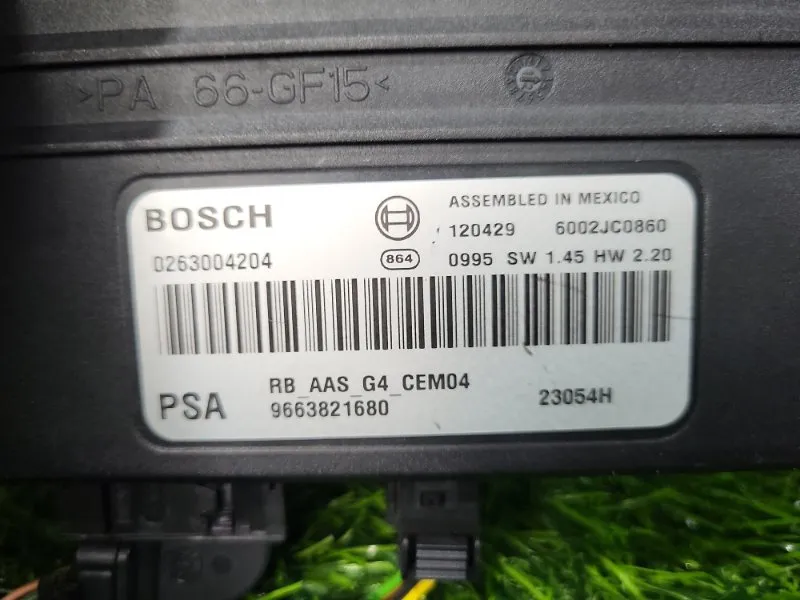 >PA 66-GF15<
BOSCH
ASSEMBLED IN MEXICO
120429 6002JC0860
0263004204
864 0995 SW 1.45 HW 2.20
PSA
RB_AAS_G4_CEM04
9663821680
23054H